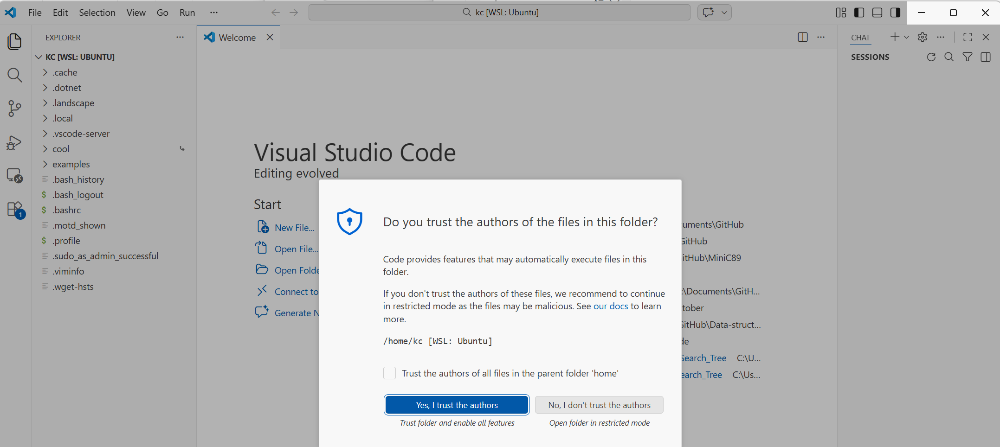 File Edit Selection View Go Run ···
kc [WSL: Ubuntu]
EXPLORER ···
KC [WSL: UBUNTU]
.cache
.dotnet
.landscape
.local
.vscode-server
cool
examples
.bash_history
$ .bash_logout
$ .bashrc
.motd_shown
$ .profile
.sudo_as_admin_successful
.viminfo
.wget-hsts
1
Welcome
Visual Studio Code
Editing evolved
Start
New File...
Open File...
Open Folde
Connect to
Generate N
uments\GitHub
GitHub
itHub\MiniC89
\Documents\GitH...
tober
GitHub\Data-struct...
de
Search_Tree C:\U...
earch_Tree C:\Us...
Do you trust the authors of the files in this folder?
Code provides features that may automatically execute files in this
folder.
If you don't trust the authors of these files, we recommend to continue
in restricted mode as the files may be malicious. See our docs to learn
more.
/home/kc [WSL: Ubuntu]
Trust the authors of all files in the parent folder 'home'
Yes, I trust the authors
No, I don't trust the authors
Trust folder and enable all features
Open folder in restricted mode
CHAT
SESSIONS